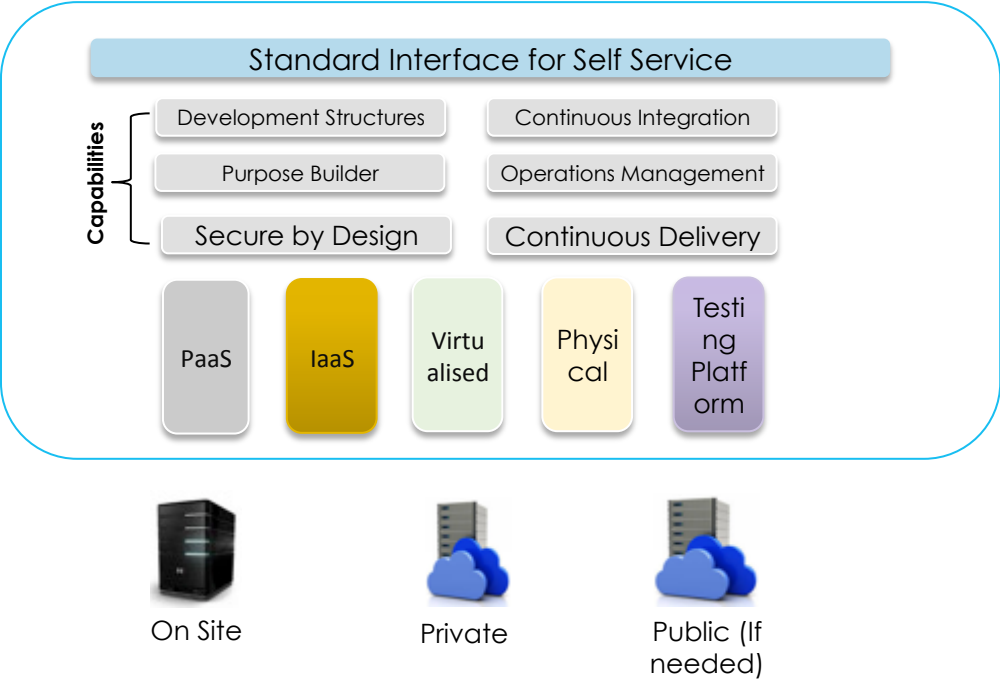 Standard Interface for Self Service
Capabilities
Development Structures
Continuous Integration
Purpose Builder
Operations Management
Secure by Design
Continuous Delivery
PaaS
IaaS
Virtu
alised
Physi
cal
Testi
ng
Platf
orm
On Site
Private
Public (If
needed)